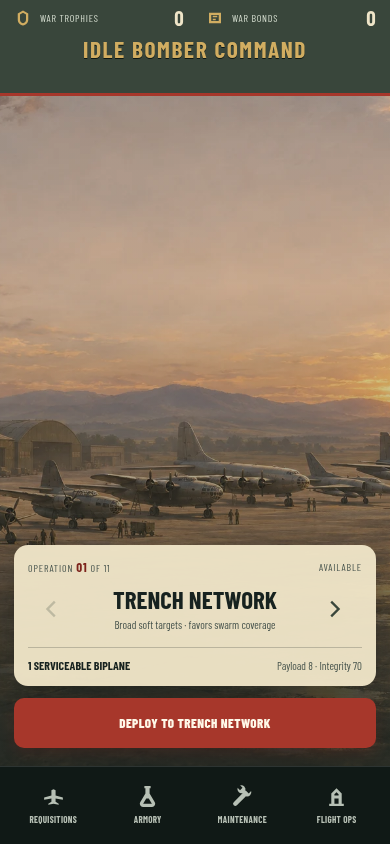 WAR TROPHIES 0 WAR BONDS 0
IDLE BOMBER COMMAND
OPERATION 01 OF 11 AVAILABLE
TRENCH NETWORK
Broad soft targets · favors swarm coverage
1 SERVICEABLE BIPLANE Payload 8 · Integrity 70
DEPLOY TO TRENCH NETWORK
REQUISITIONS ARMORY MAINTENANCE FLIGHT OPS